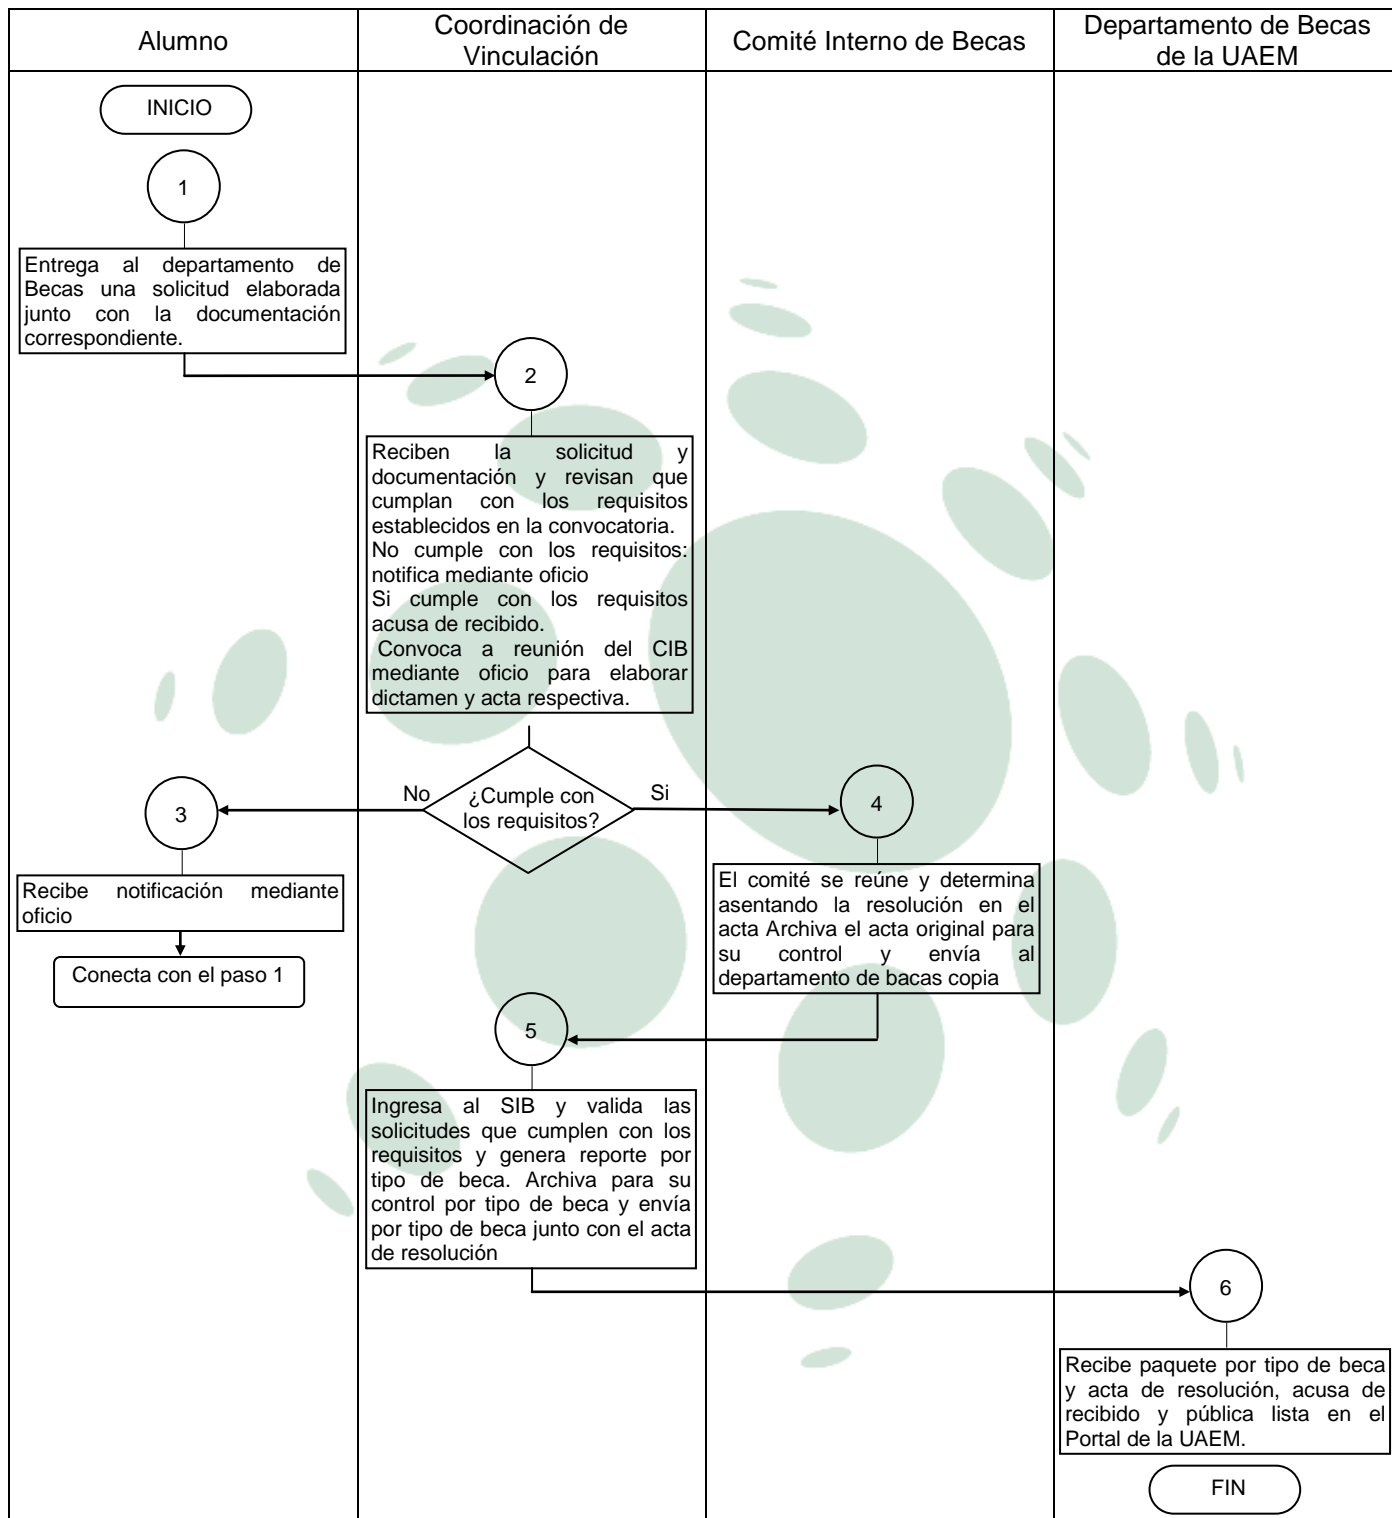 Alumno
Coordinación de
Vinculación
Comité Interno de Becas
Departamento de Becas
de la UAEM
INICIO
1
Entrega al departamento de
Becas una solicitud elaborada
junto con la documentación
correspondiente.
2
Reciben la solicitud y
documentación y revisan que
cumplan con los requisitos
establecidos en la convocatoria.
No cumple con los requisitos:
notifica mediante oficio
Si cumple con los requisitos
acusa de recibido.
Convoca a reunión del CIB
mediante oficio para elaborar
dictamen y acta respectiva.
No
¿Cumple con
los requisitos?
Si
3
Recibe notificación mediante
oficio
Conecta con el paso 1
4
El comité se reúne y determina
asentando la resolución en el
acta Archiva el acta original para
su control y envía al
departamento de bacas copia
5
Ingresa al SIB y valida las
solicitudes que cumplen con los
requisitos y genera reporte por
tipo de beca. Archiva para su
control por tipo de beca y envía
por tipo de beca junto con el acta
de resolución
6
Recibe paquete por tipo de beca
y acta de resolución, acusa de
recibido y pública lista en el
Portal de la UAEM.
FIN